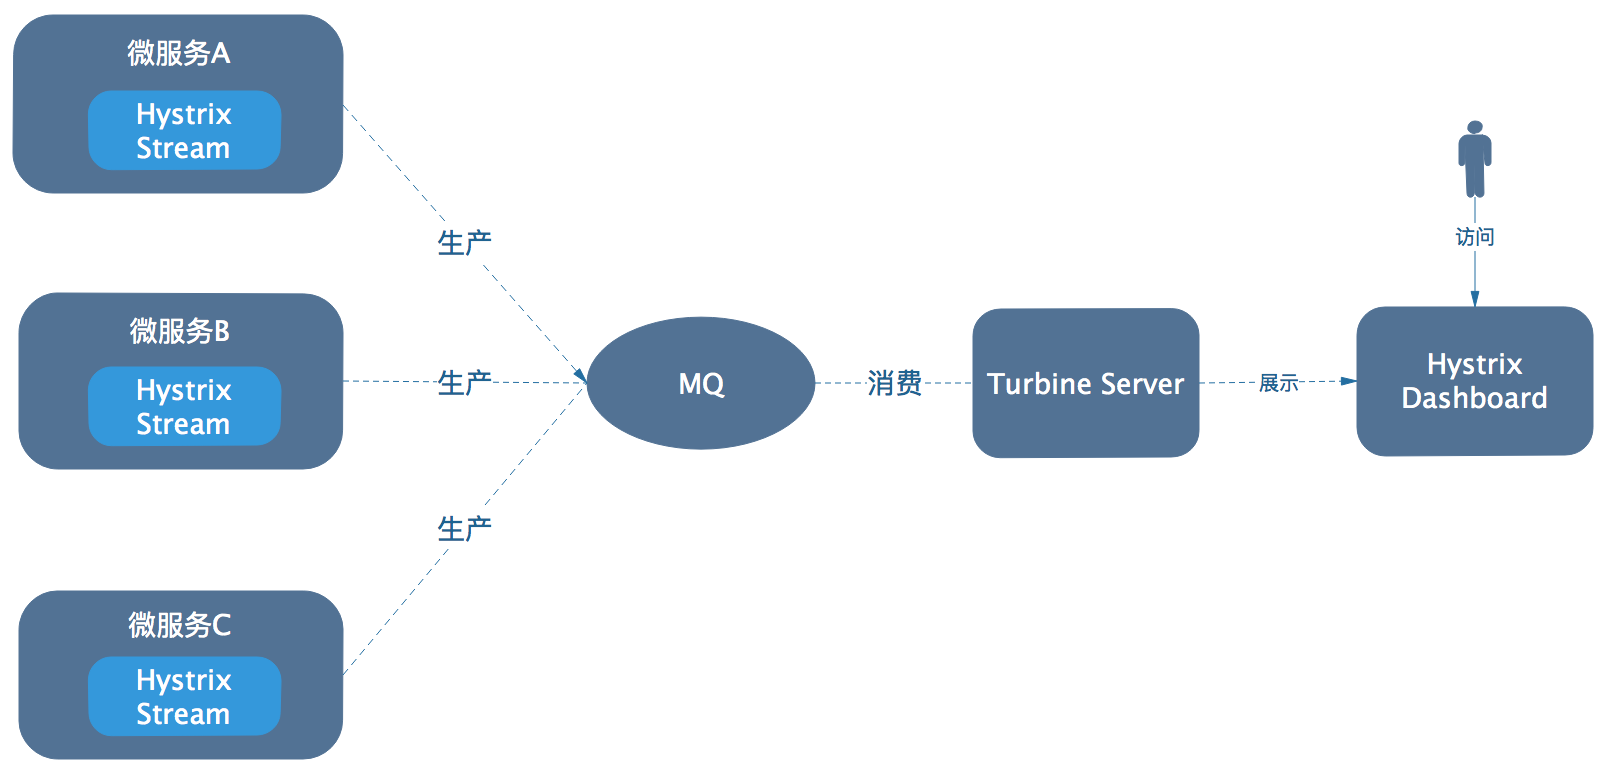 微服务A
Hystrix
Stream
生产
访问
微服务B
Hystrix
Stream
生产
MQ
消费
Turbine Server
展示
Hystrix
Dashboard
生产
微服务C
Hystrix
Stream